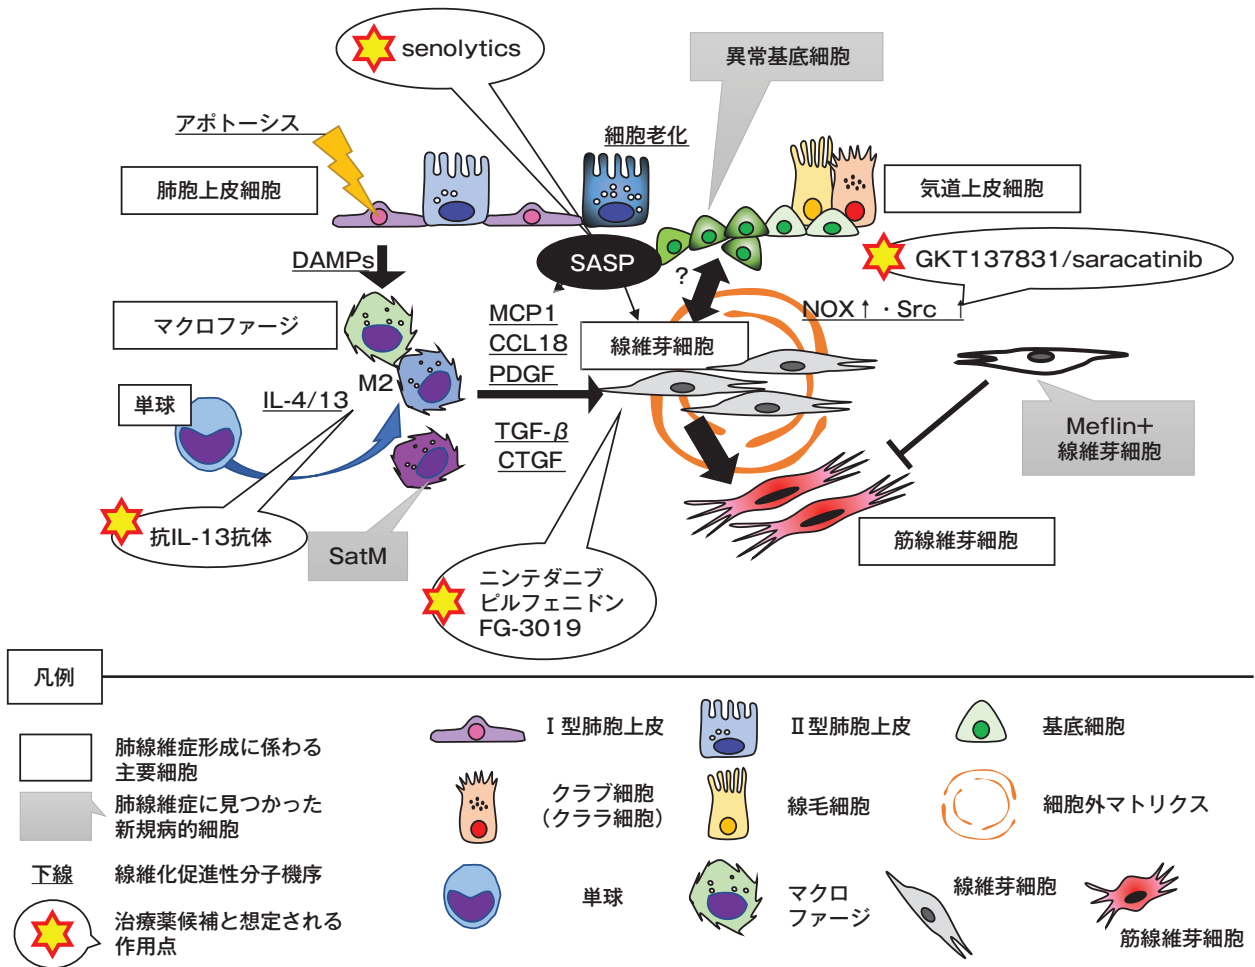 senolytics
異常基底細胞
アポトーシス
細胞老化
肺胞上皮細胞
気道上皮細胞
DAMPs
SASP
?
GKT137831/saracatinib
NOX↑・Src ↑
マクロファージ
MCP1
CCL18
PDGF
線維芽細胞
M2
単球
IL-4/13
TGF-β
CTGF
Meflin+
線維芽細胞
抗IL-13抗体
SatM
筋線維芽細胞
ニンテダニブ
ピルフェニドン
FG-3019
凡例
肺線維症形成に係わる
主要細胞
肺線維症に見つかった
新規病的細胞
下線
線維化促進性分子機序
治療薬候補と想定される
作用点
Ⅰ型肺胞上皮
Ⅱ型肺胞上皮
基底細胞
クラブ細胞
（クララ細胞）
線毛細胞
細胞外マトリクス
単球
マクロ
ファージ
線維芽細胞
筋線維芽細胞